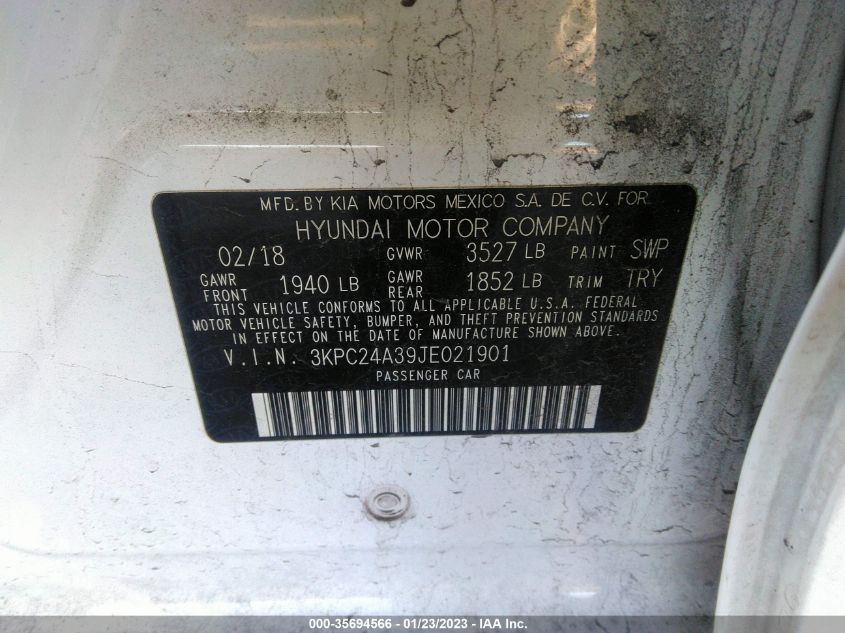 MFD. BY KIA MOTORS MEXICO S.A. DE C.V. FOR
HYUNDAI MOTOR COMPANY
02/18 GVWR 3527 LB PAINT SWP
GAWR FRONT 1940 LB GAWR REAR 1852 LB TRIM TRY
THIS VEHICLE CONFORMS TO ALL APPLICABLE U.S.A. FEDERAL
MOTOR VEHICLE SAFETY, BUMPER, AND THEFT PREVENTION STANDARDS
IN EFFECT ON THE DATE OF MANUFACTURE SHOWN ABOVE.
V.I.N. 3KPC24A39JE021901
PASSENGER CAR
000-35694566 - 01/23/2023 - IAA Inc.